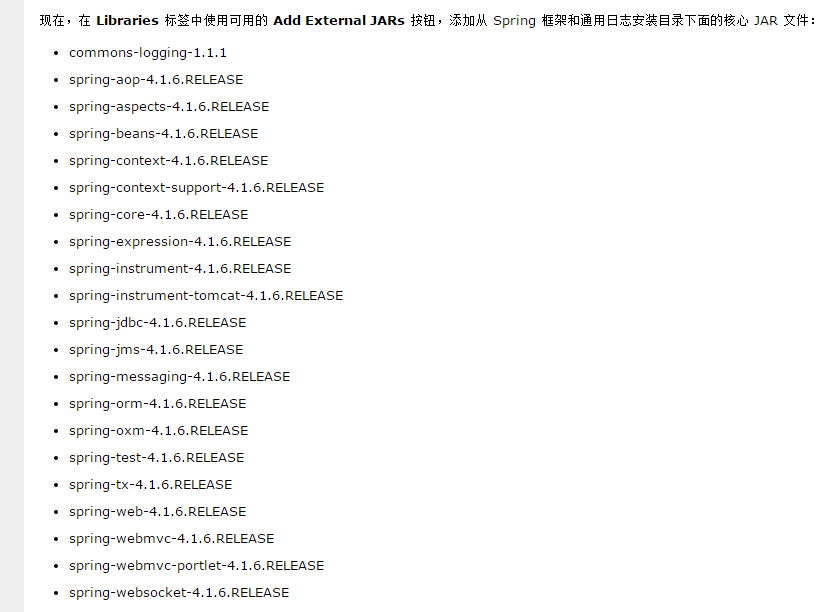 现在，在 Libraries 标签中使用可用的 Add External JARs 按钮，添加从 Spring 框架和通用日志安装目录下面的核心 JAR 文件：
commons-logging-1.1.1
spring-aop-4.1.6.RELEASE
spring-aspects-4.1.6.RELEASE
spring-beans-4.1.6.RELEASE
spring-context-4.1.6.RELEASE
spring-context-support-4.1.6.RELEASE
spring-core-4.1.6.RELEASE
spring-expression-4.1.6.RELEASE
spring-instrument-4.1.6.RELEASE
spring-instrument-tomcat-4.1.6.RELEASE
spring-jdbc-4.1.6.RELEASE
spring-jms-4.1.6.RELEASE
spring-messaging-4.1.6.RELEASE
spring-orm-4.1.6.RELEASE
spring-oxm-4.1.6.RELEASE
spring-test-4.1.6.RELEASE
spring-tx-4.1.6.RELEASE
spring-web-4.1.6.RELEASE
spring-webmvc-4.1.6.RELEASE
spring-webmvc-portlet-4.1.6.RELEASE
spring-websocket-4.1.6.RELEASE